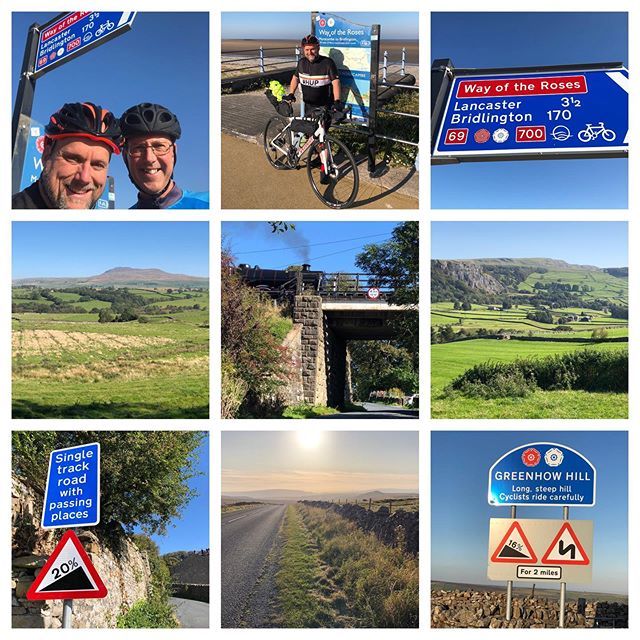 Way of the Roses
Lancaster 3½
Bridlington 170
69 700
Way of the Roses
Way of the Roses
Lancaster 3½
Bridlington 170
69 700
Single
track
road
with
passing
places
20%
GREENHOW HILL
Long, steep hill
Cyclists ride carefully
16%
For 2 miles